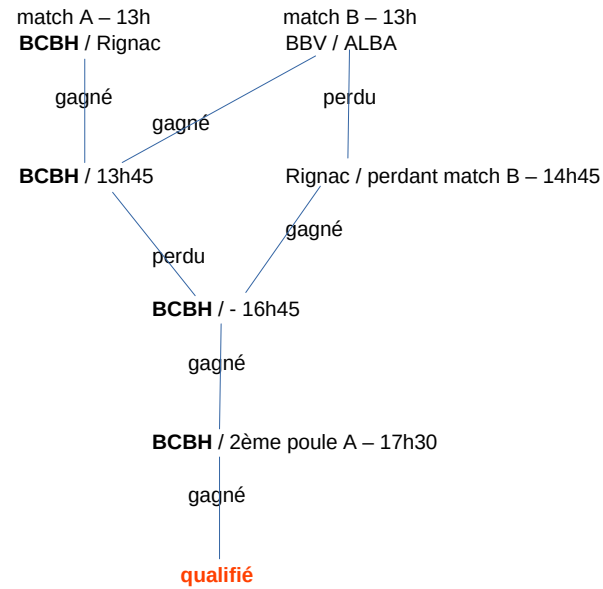 match A – 13h
BCBH / Rignac
match B – 13h
BBV / ALBA
gagné
gagné
perdu
BCBH / 13h45
Rignac / perdant match B – 14h45
gagné
perdu
BCBH / - 16h45
gagné
BCBH / 2ème poule A – 17h30
gagné
qualifié